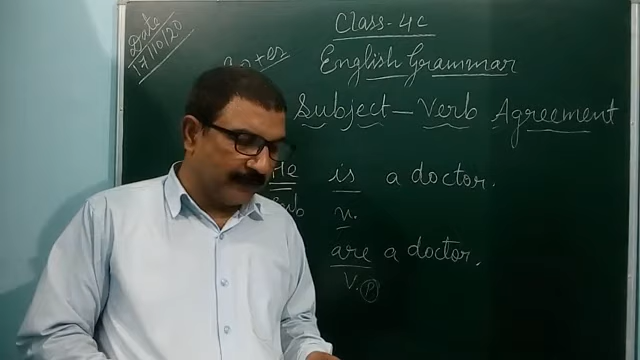 Date
17/10/20
Class-4c
English Grammar
Subject - Verb Agreement
He is a doctor.
v.
are a doctor.
V. P